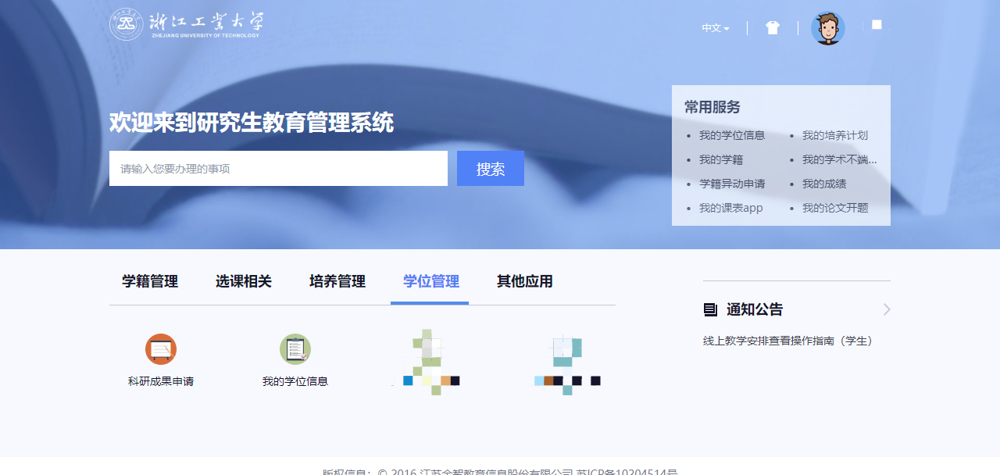 浙江工业大学
ZHEJIANG UNIVERSITY OF TECHNOLOGY
中文
欢迎来到研究生教育管理系统
请输入您要办理的事项
搜索
常用服务
我的学位信息
我的培养计划
我的学籍
我的学术不端...
学籍异动申请
我的成绩
我的课表app
我的论文开题
学籍管理
选课相关
培养管理
学位管理
其他应用
科研成果申请
我的学位信息
通知公告
线上教学安排查看操作指南（学生）
版权信息：© 2016 江苏金智教育信息股份有限公司 苏ICP备10204514号